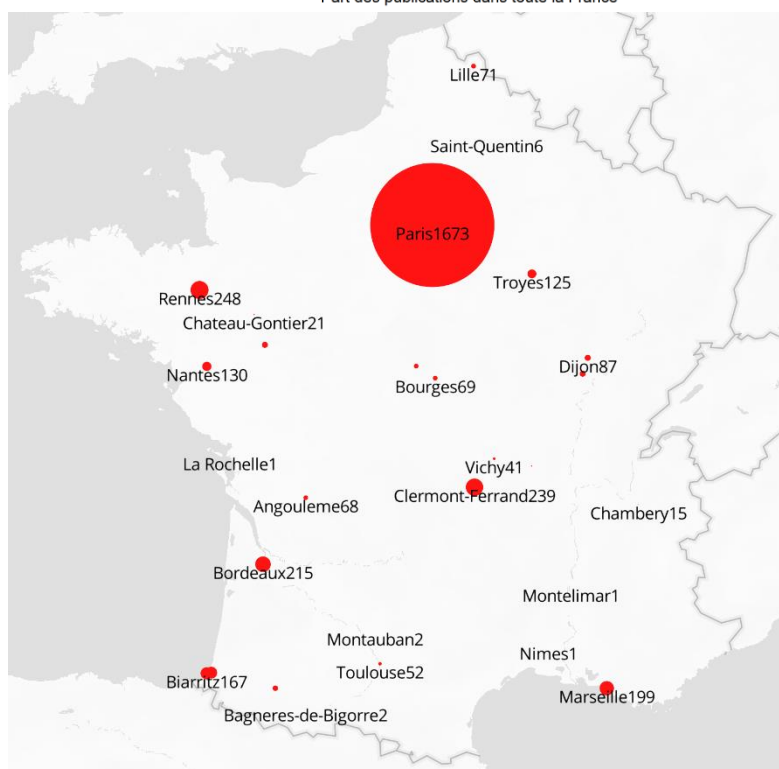 Part des publications dans toute la France
Lille71
Saint-Quentin6
Paris1673
Troyes125
Rennes248
Chateau-Gontier21
Nantes130
Bourges69
Dijon87
La Rochelle1
Vichy41
Clermont-Ferrand239
Angouleme68
Chambery15
Bordeaux215
Montelimar1
Montauban2
Nimes1
Toulouse52
Biarritz167
Marseille199
Bagneres-de-Bigorre2